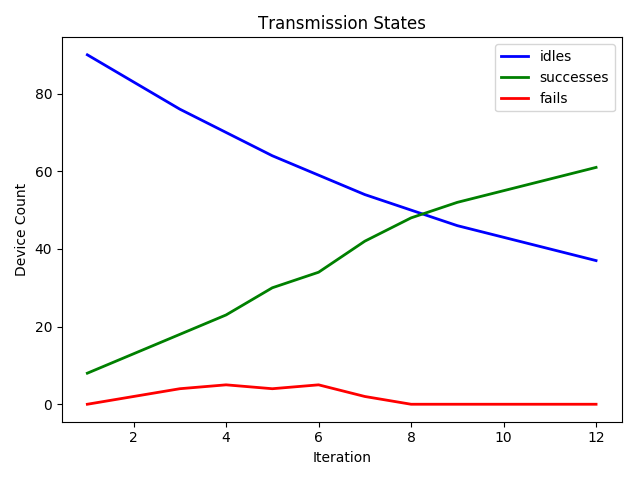 Transmission States
idles
successes
fails
Device Count
80
60
40
20
0
2 4 6 8 10 12
Iteration